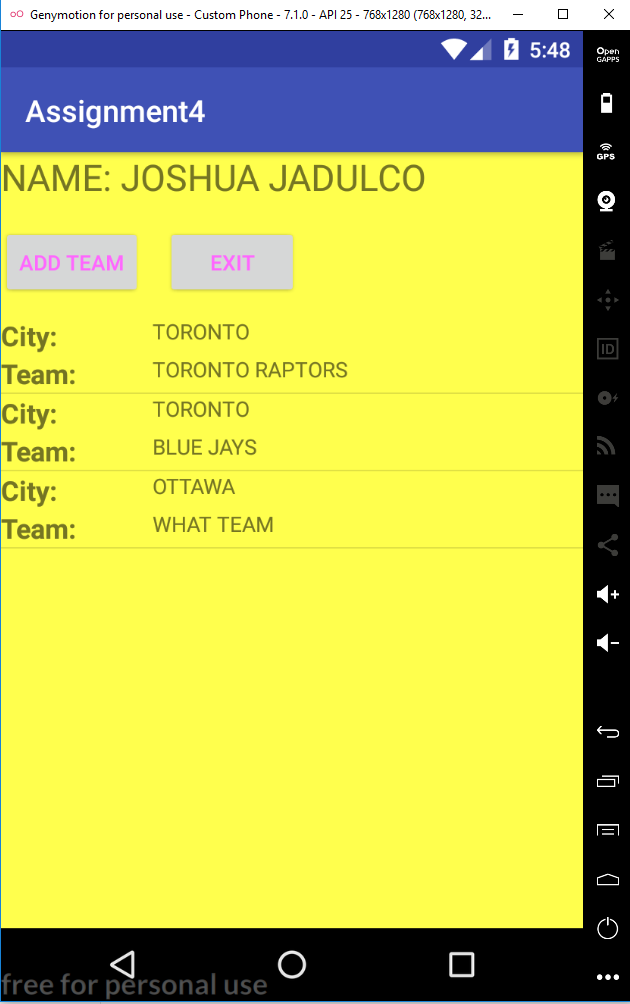 Genymotion for personal use - Custom Phone - 7.1.0 - API 25 - 768x1280 (768x1280, 32...
5:48
Open
GAPPS
Assignment4
GPS
NAME: JOSHUA JADULCO
ADD TEAM EXIT
City: TORONTO
ID
Team: TORONTO RAPTORS
City: TORONTO
Team: BLUE JAYS
City: OTTAWA
Team: WHAT TEAM
free for personal use